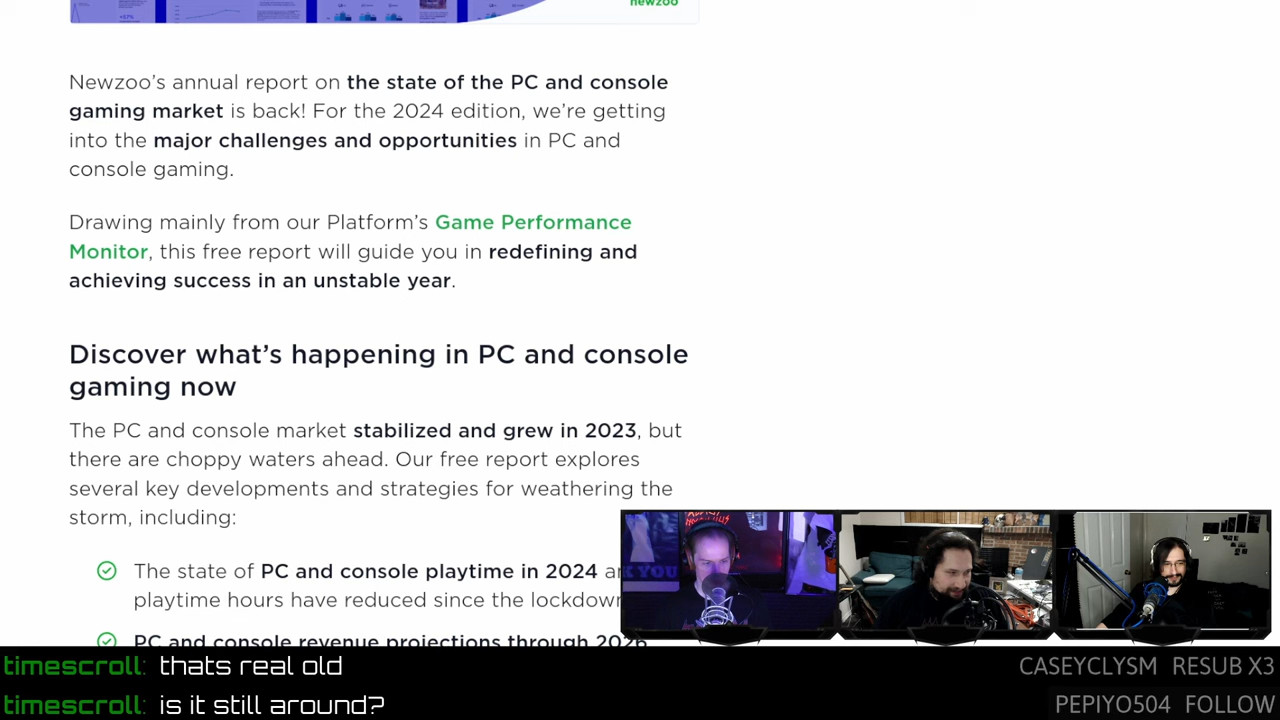 newzoo
Newzoo's annual report on the state of the PC and console
gaming market is back! For the 2024 edition, we're getting
into the major challenges and opportunities in PC and
console gaming.
Drawing mainly from our Platform's Game Performance
Monitor, this free report will guide you in redefining and
achieving success in an unstable year.
Discover what's happening in PC and console
gaming now
The PC and console market stabilized and grew in 2023, but
there are choppy waters ahead. Our free report explores
several key developments and strategies for weathering the
storm, including:
The state of PC and console playtime in 2024
playtime hours have reduced since the lockdown
PC and console revenue projections through 2026
timescroll: thats real old
timescroll: is it still around?
CASEYCLYSM RESUB X3
PEPIYO504 FOLLOW